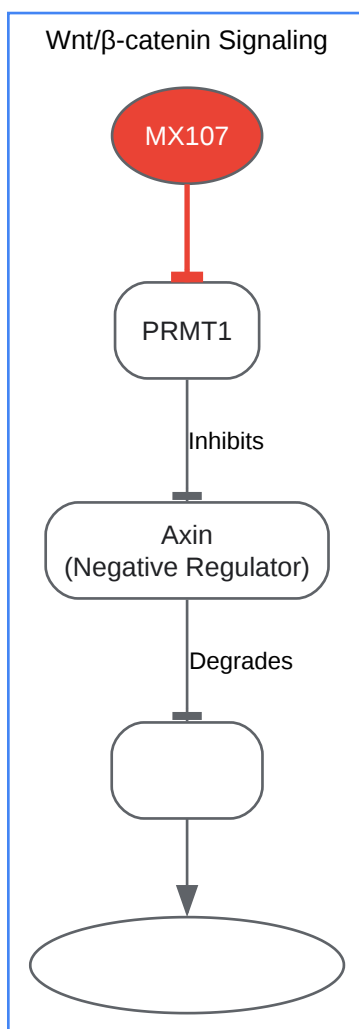 Wnt/β-catenin Signaling
MX107
PRMT1
Inhibits
Axin
(Negative Regulator)
Degrades